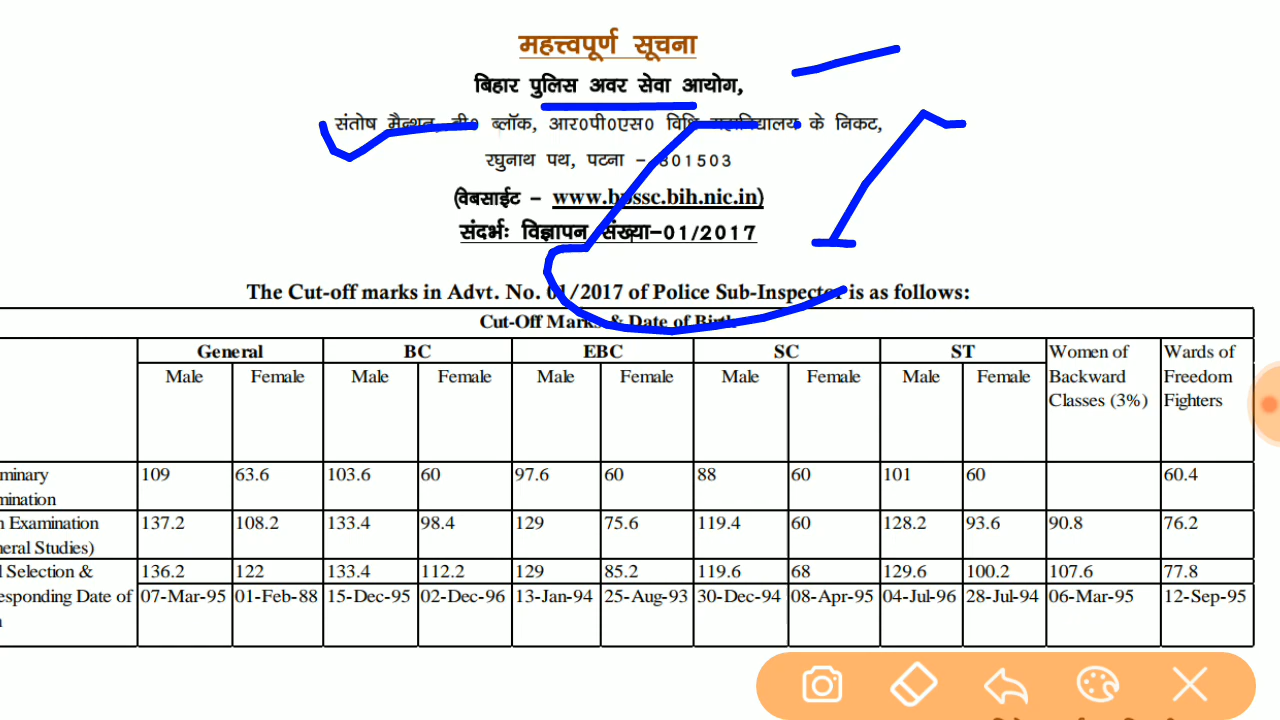 महत्त्वपूर्ण सूचना
बिहार पुलिस अवर सेवा आयोग,
संतोष मैन्शन, बी० ब्लॉक, आर०पी०एस० विधि महाविद्यालय के निकट,
रघुनाथ पथ, पटना – 801503
(वेबसाईट – www.bpssc.bih.nic.in)
संदर्भः विज्ञापन संख्या–01/2017
The Cut-off marks in Advt. No. 01/2017 of Police Sub-Inspector is as follows:
Cut-Off Marks & Date of Birth
General BC EBC SC ST Women of Backward Classes (3%) Wards of Freedom Fighters
Male Female Male Female Male Female Male Female Male Female
minary 109 63.6 103.6 60 97.6 60 88 60 101 60 60.4
mination
n Examination 137.2 108.2 133.4 98.4 129 75.6 119.4 60 128.2 93.6 90.8 76.2
neral Studies)
l Selection & 136.2 122 133.4 112.2 129 85.2 119.6 68 129.6 100.2 107.6 77.8
esponding Date of 07-Mar-95 01-Feb-88 15-Dec-95 02-Dec-96 13-Jan-94 25-Aug-93 30-Dec-94 08-Apr-95 04-Jul-96 28-Jul-94 06-Mar-95 12-Sep-95